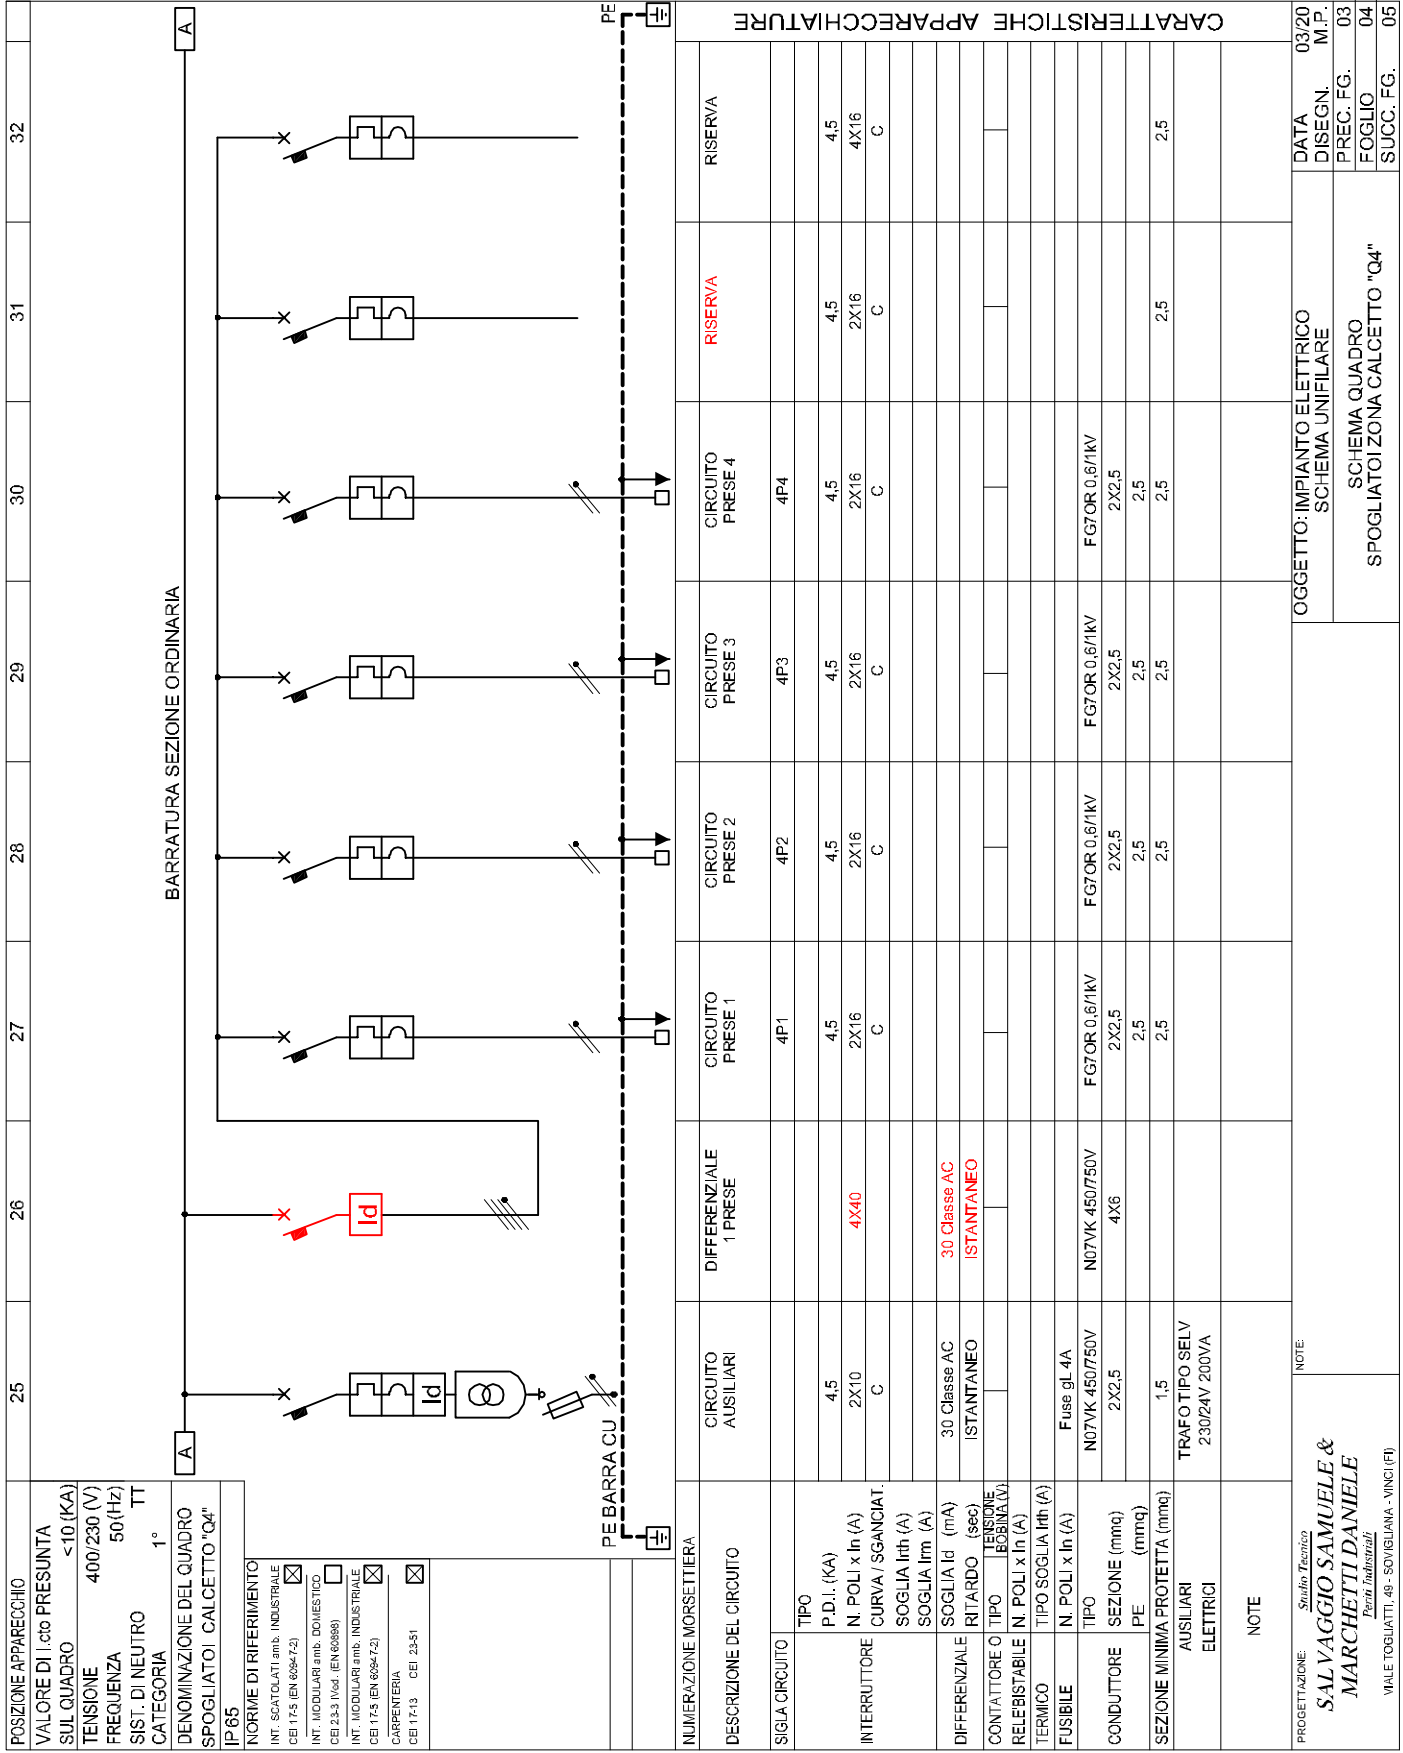 POSIZIONE APPARECCHIO 25 26 27 28 29 30 31 32
VALORE DI I.cto PRESUNTA
SUL QUADRO <10 (KA)
TENSIONE 400/230 (V)
FREQUENZA 50(Hz)
SIST. DI NEUTRO TT
CATEGORIA 1°
DENOMINAZIONE DEL QUADRO
SPOGLIATOI CALCETTO "Q4"
IP 65
NORME DI RIFERIMENTO
INT. SCATOLATI amb. INDUSTRIALE
CEI 17-5 (EN 60947-2)
INT. MODULARI amb. DOMESTICO
CEI 23-3 IVed. (EN 60898)
INT. MODULARI amb. INDUSTRIALE
CEI 17-5 (EN 60947-2)
CARPENTERIA
CEI 17-13 CEI 23-51
A BARRATURA SEZIONE ORDINARIA A
Id
Id
PE BARRA CU PE
NUMERAZIONE MORSETTIERA
DESCRIZIONE DEL CIRCUITO
CIRCUITO
AUSILIARI
DIFFERENZIALE
1 PRESE
CIRCUITO
PRESE 1
CIRCUITO
PRESE 2
CIRCUITO
PRESE 3
CIRCUITO
PRESE 4
RISERVA
RISERVA
CARATTERISTICHE APPARECCHIATURE
SIGLA CIRCUITO 4P1 4P2 4P3 4P4
INTERRUTTORE
TIPO
P.D.I. (KA) 4,5 4,5 4,5 4,5 4,5 4,5 4,5
N. POLI x In (A) 2X10 4X40 2X16 2X16 2X16 2X16 2X16 4X16
CURVA / SGANCIAT. C C C C C C C
SOGLIA Irth (A)
SOGLIA Irm (A)
DIFFERENZIALE
SOGLIA Id (mA) 30 Classe AC 30 Classe AC
RITARDO (sec) ISTANTANEO ISTANTANEO
CONTATTORE O TIPO TENSIONE BOBINA (V)
RELE'BISTABILE N. POLI x In (A)
TERMICO TIPO SOGLIA Irth (A)
FUSIBILE N. POLI x In (A) Fuse gL 4A
CONDUTTORE
TIPO N07VK 450/750V N07VK 450/750V FG7OR 0,6/1kV FG7OR 0,6/1kV FG7OR 0,6/1kV FG7OR 0,6/1kV
SEZIONE (mmq) 2X2,5 4X6 2X2,5 2X2,5 2X2,5 2X2,5
PE (mmq) 2,5 2,5 2,5 2,5
SEZIONE MINIMA PROTETTA (mmq) 1,5 2,5 2,5 2,5 2,5 2,5 2,5
AUSILIARI
ELETTRICI
TRAFO TIPO SELV
230/24V 200VA
NOTE
PROGETTAZIONE: Studio Tecnico
SALVAGGIO SAMUELE &
MARCHETTI DANIELE
Periti Industriali
VIALE TOGLIATTI, 49 - SOVIGLIANA - VINCI (FI)
NOTE:
OGGETTO: IMPIANTO ELETTRICO
SCHEMA UNIFILARE
SCHEMA QUADRO
SPOGLIATOI ZONA CALCETTO "Q4"
DATA 03/20
DISEGN. M.P.
PREC. FG. 03
FOGLIO 04
SUCC. FG. 05